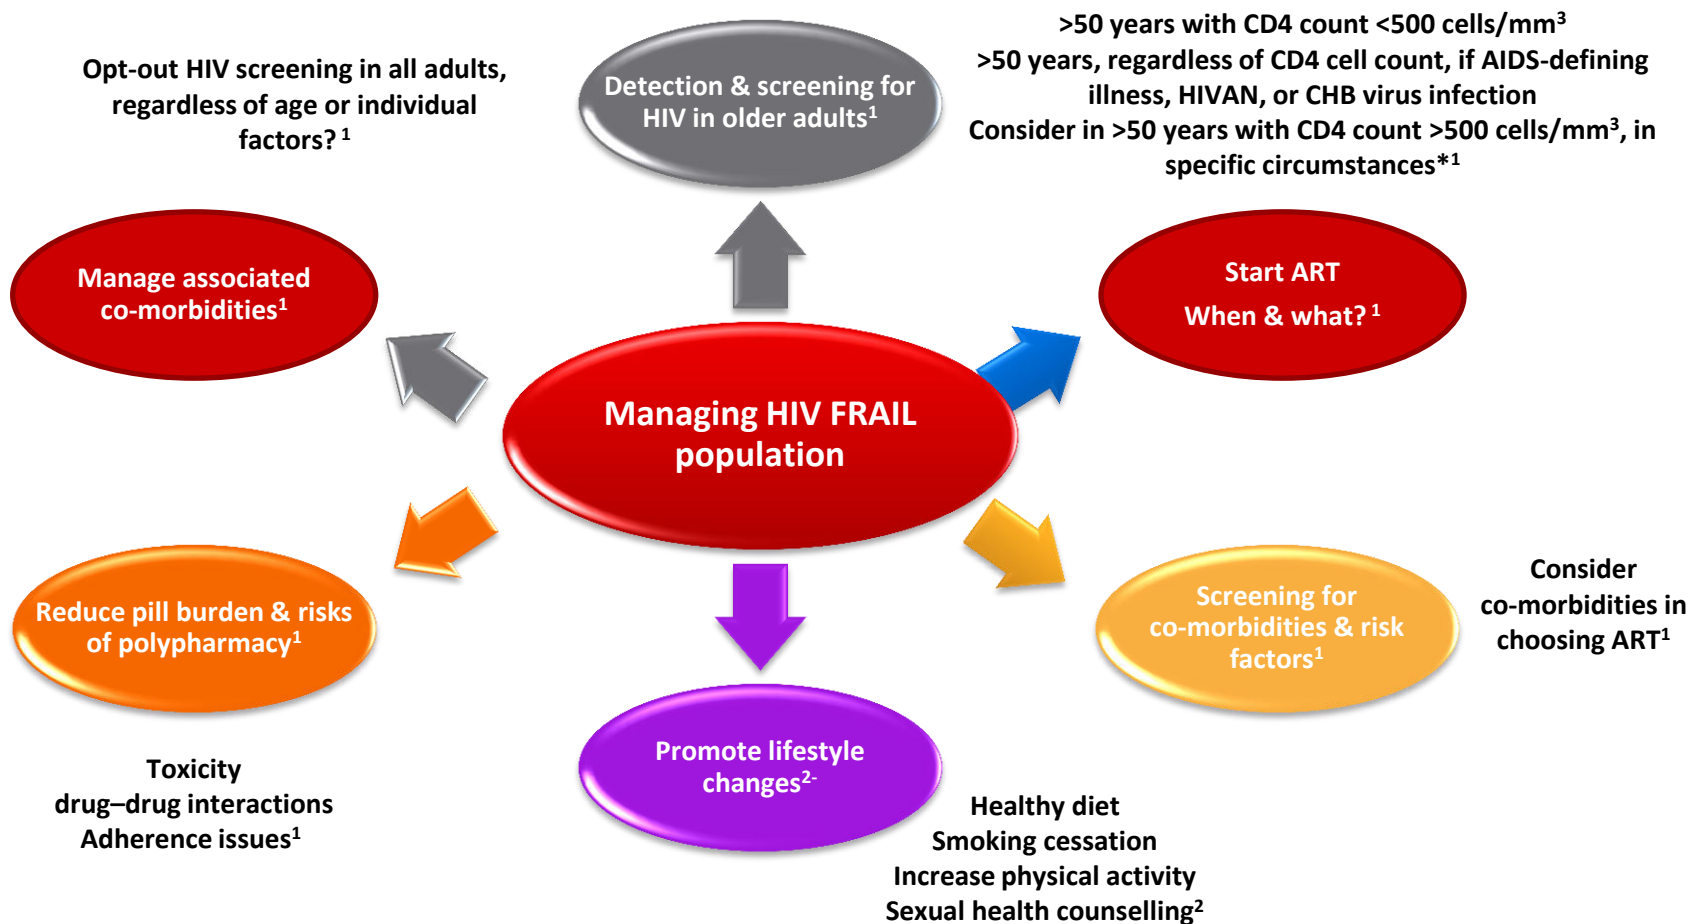 Opt-out HIV screening in all adults,
regardless of age or individual
factors? ¹
Detection & screening for
HIV in older adults¹
>50 years with CD4 count <500 cells/mm³
>50 years, regardless of CD4 cell count, if AIDS-defining
illness, HIVAN, or CHB virus infection
Consider in >50 years with CD4 count >500 cells/mm³, in
specific circumstances*¹
Manage associated
co-morbidities¹
Start ART
When & what? ¹
Managing HIV FRAIL
population
Reduce pill burden & risks
of polypharmacy¹
Toxicity
drug–drug interactions
Adherence issues¹
Screening for
co-morbidities & risk
factors¹
Consider
co-morbidities in
choosing ART¹
Promote lifestyle
changes²⁻
Healthy diet
Smoking cessation
Increase physical activity
Sexual health counselling²